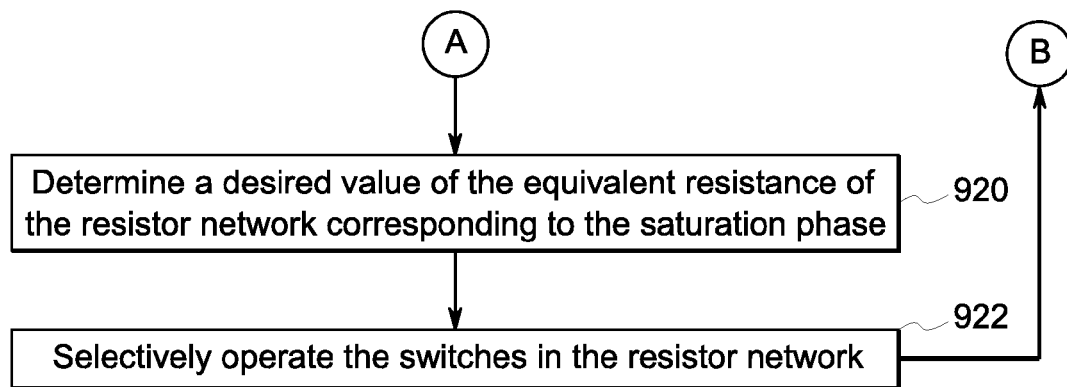 A
B
Determine a desired value of the equivalent resistance of
the resistor network corresponding to the saturation phase
920
922
Selectively operate the switches in the resistor network